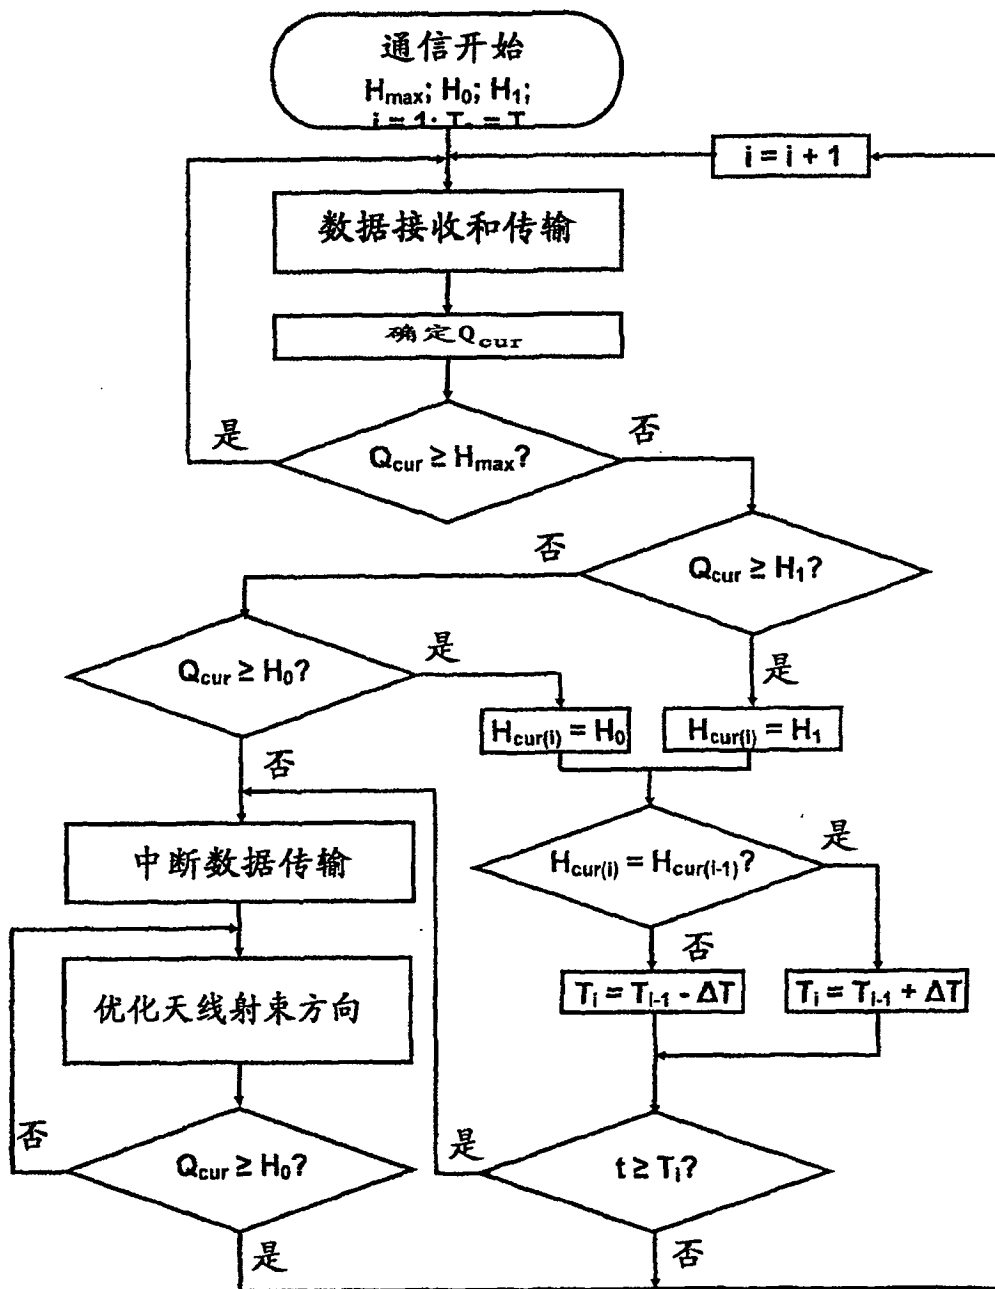 通信开始
Hmax; H0; H1;
i = i + 1
数据接收和传输
确定Qcur
是
否
Qcur ≥ Hmax?
否
Qcur ≥ H1?
是
Qcur ≥ H0?
是
Hcur(i) = H0
Hcur(i) = H1
否
中断数据传输
是
Hcur(i) = Hcur(i-1)?
否
优化天线射束方向
Ti = Ti-1 - ΔT
Ti = Ti-1 + ΔT
否
是
Qcur ≥ H0?
t ≥ Ti?
是
否